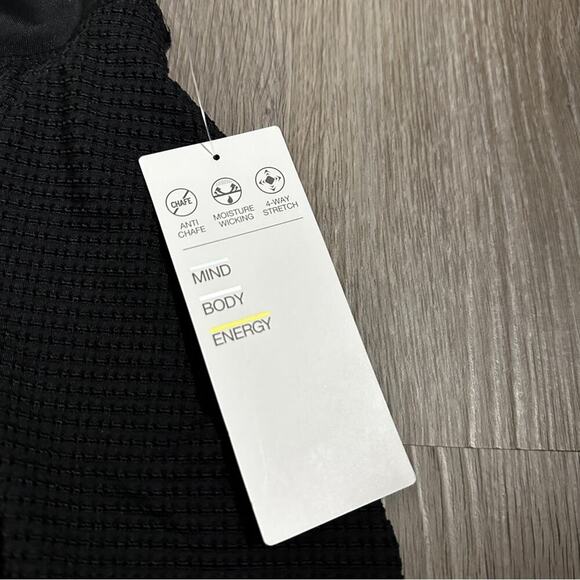 CHAFE
ANTI CHAFE
MOISTURE WICKING
4-WAY STRETCH
MIND
BODY
ENERGY